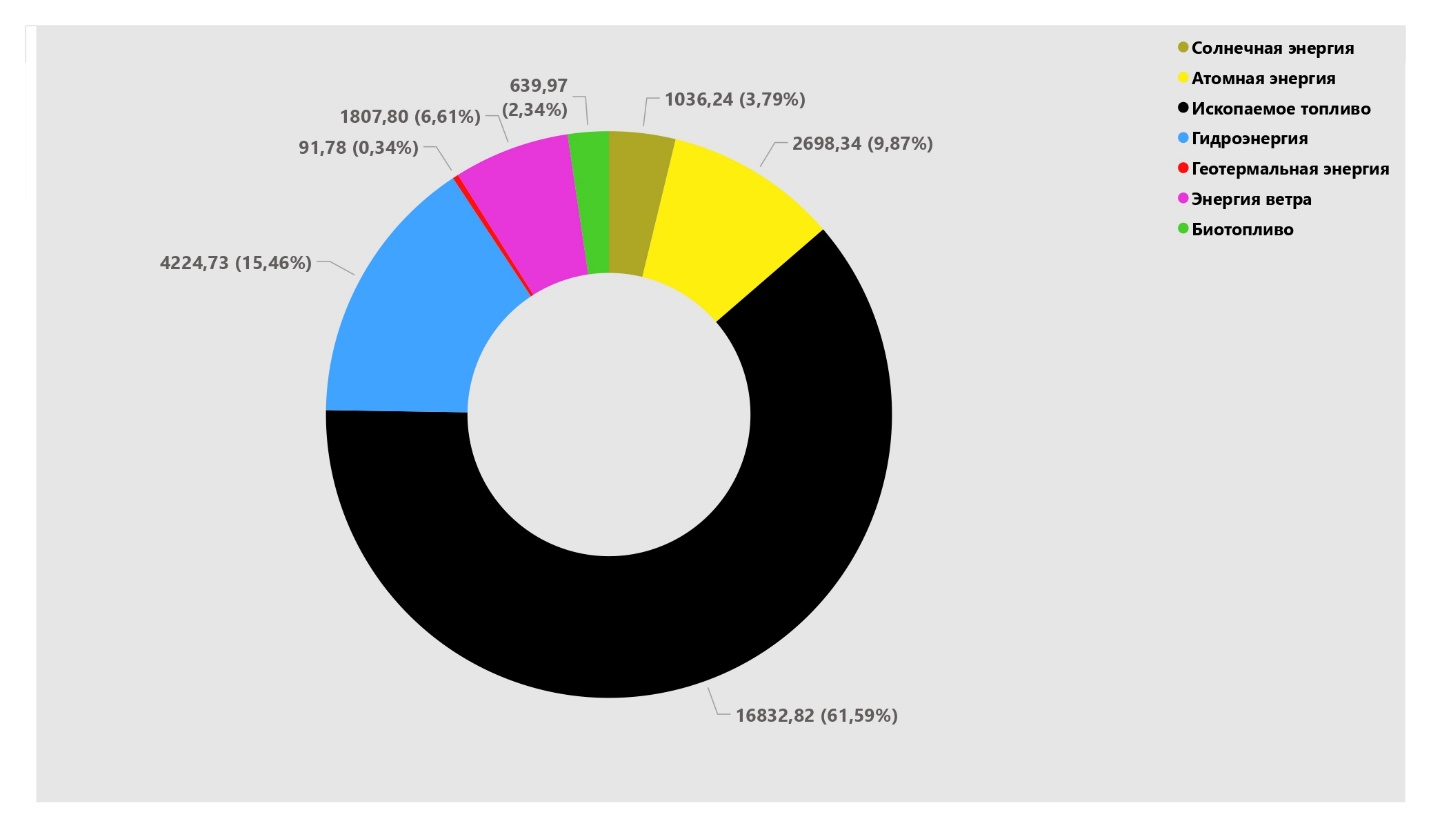 Солнечная энергия
Атомная энергия
Ископаемое топливо
Гидроэнергия
Геотермальная энергия
Энергия ветра
Биотопливо
639,97
(2,34%)
1036,24 (3,79%)
1807,80 (6,61%)
2698,34 (9,87%)
91,78 (0,34%)
4224,73 (15,46%)
16832,82 (61,59%)